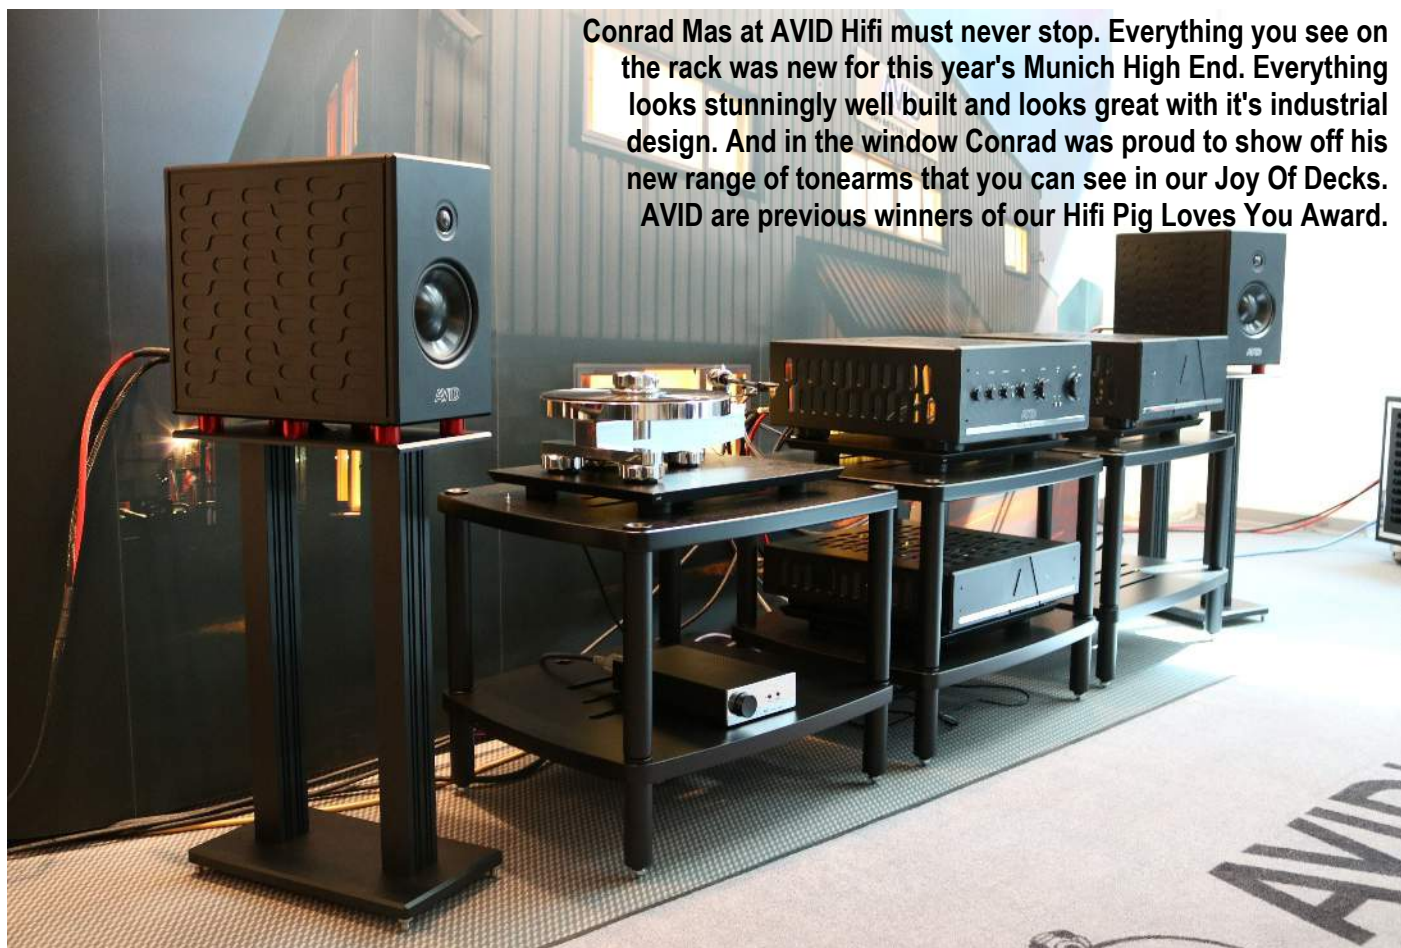 Conrad Mas at AVID Hifi must never stop. Everything you see on
the rack was new for this year's Munich High End. Everything
looks stunningly well built and looks great with it's industrial
design. And in the window Conrad was proud to show off his
new range of tonearms that you can see in our Joy Of Decks.
AVID are previous winners of our Hifi Pig Loves You Award.
AVID
AVID
AVID
AVID
AVID